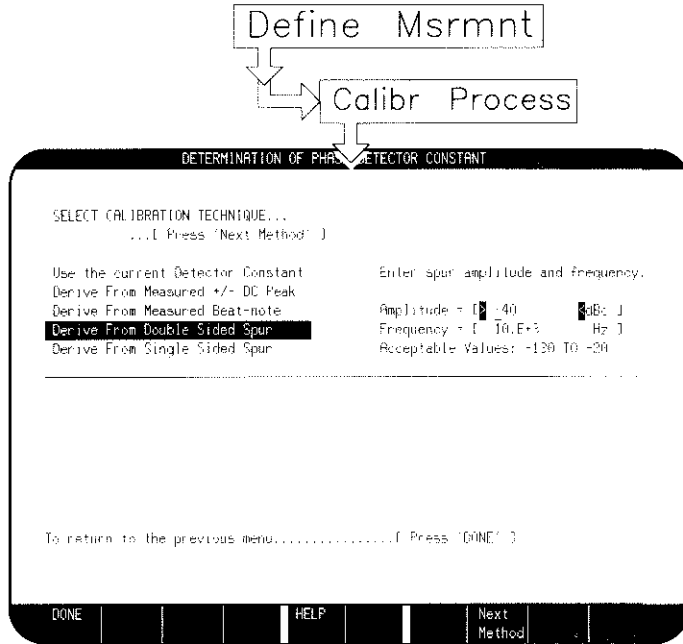 Define Msrmnt
Calibr Process
DETERMINATION OF PHASE DETECTOR CONSTANT
SELECT CALIBRATION TECHNIQUE...
...[ Press 'Next Method' ]
Use the current Detector Constant
Derive From Measured +/- DC Peak
Derive From Measured Beat-note
Derive From Double Sided Spur
Derive From Single Sided Spur
Enter spur amplitude and frequency.
Amplitude = [> -40 <dBc ]
Frequency = [ 10.E+3 Hz ]
Acceptable Values: -130 TO -20
To return to the previous menu................[ Press 'DONE' ]
DONE HELP Next Method